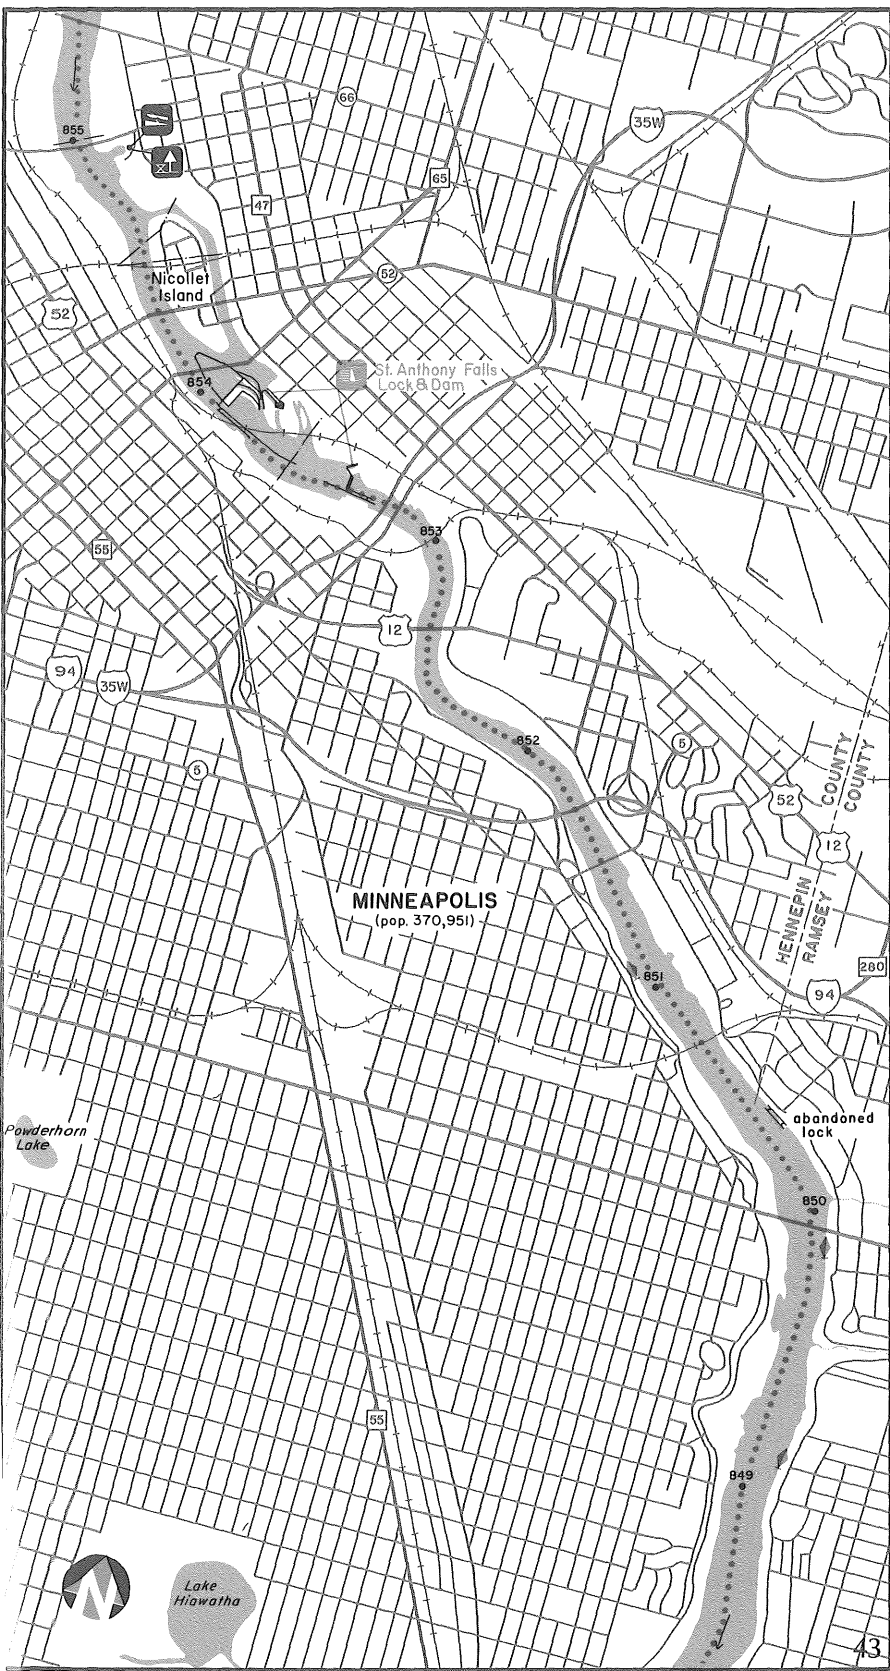 66
35W
855
65
47
52
Nicollet
Island
52
St. Anthony Falls
Lock & Dam
854
853
55
12
94
35W
852
5
5
COUNTY
COUNTY
52
12
MINNEAPOLIS
(pop. 370,951)
HENNEPIN
RAMSEY
280
851
94
Powderhorn
Lake
abandoned
lock
850
55
849
N
Lake
Hiawatha
43